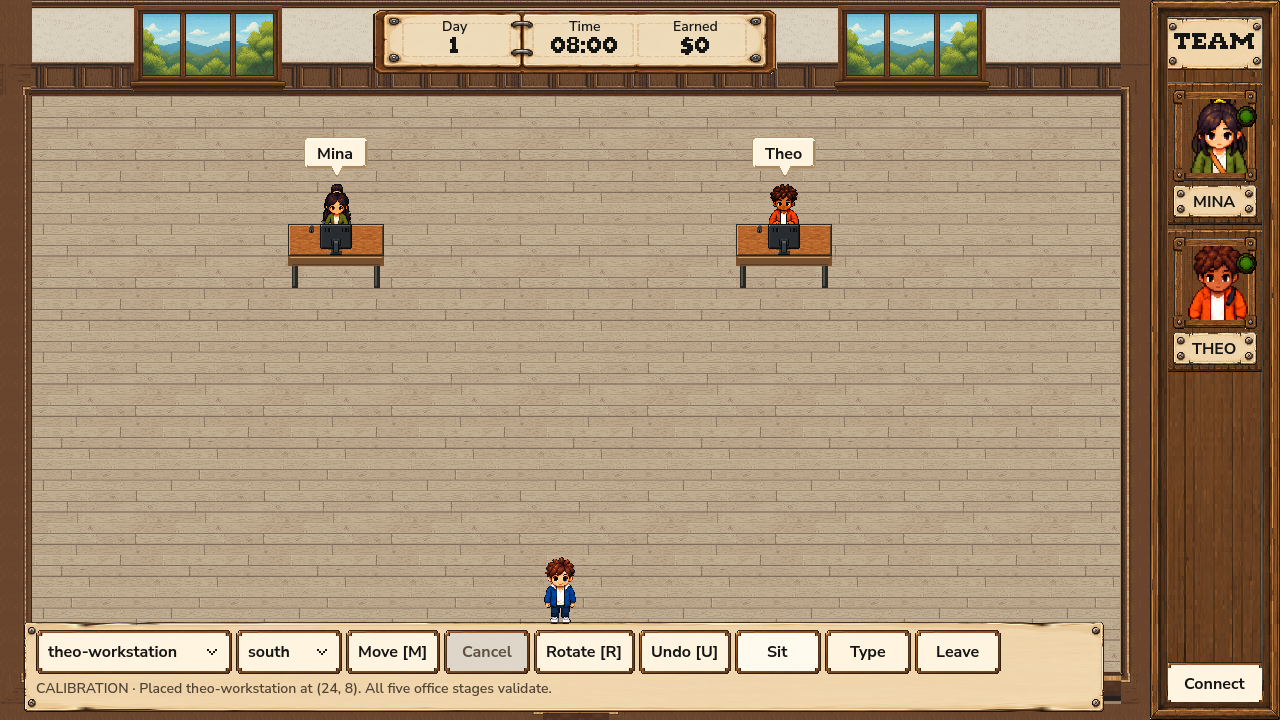 Day
1
Time
08:00
Earned
$0
TEAM
Mina
Theo
MINA
THEO
theo-workstation
south
Move [M]
Cancel
Rotate [R]
Undo [U]
Sit
Type
Leave
CALIBRATION · Placed theo-workstation at (24, 8). All five office stages validate.
Connect